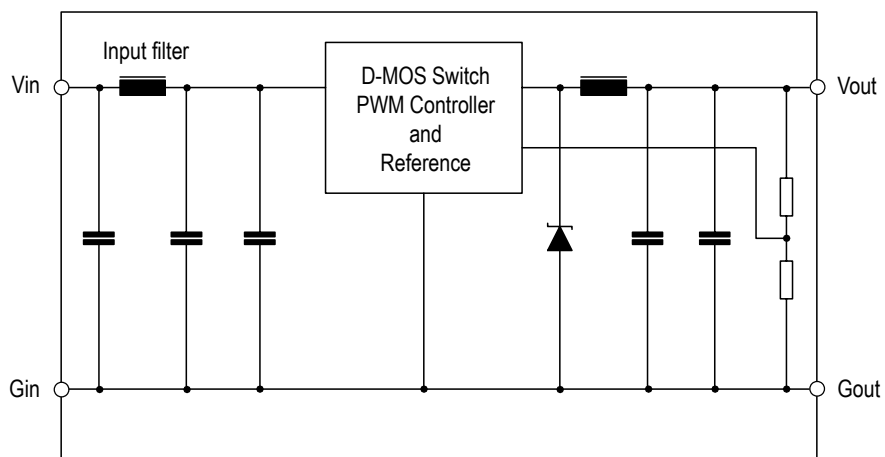 Input filter
Vin
D-MOS Switch
PWM Controller
and
Reference
Vout
Gin
Gout